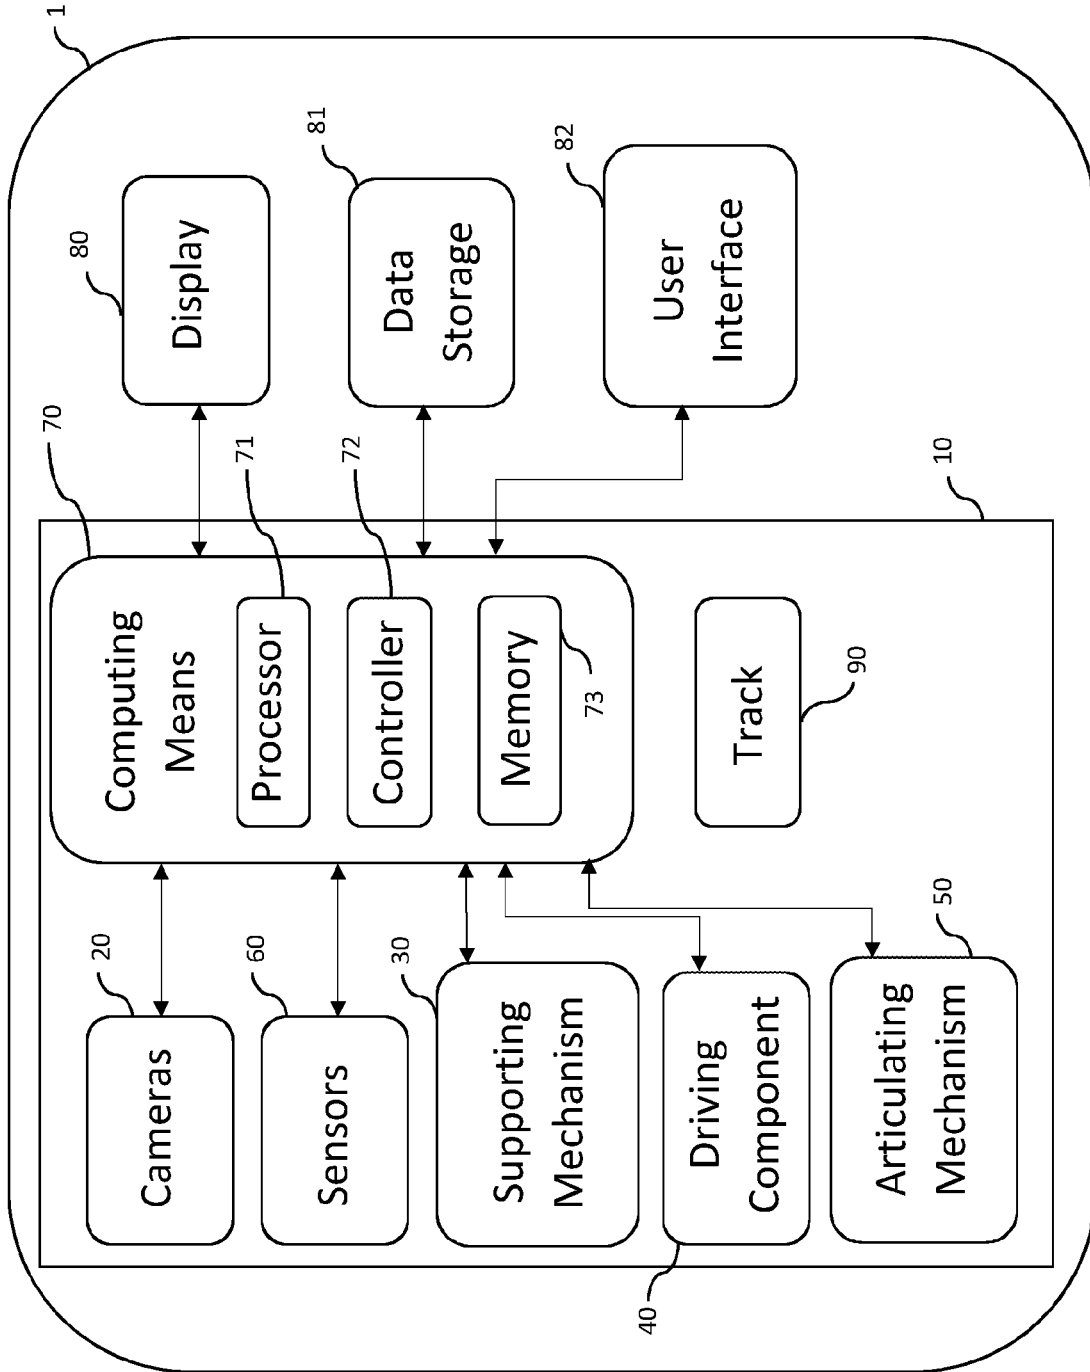 1
Cameras
20
Sensors
60
Supporting
Mechanism
30
Driving
Component
40
Articulating
Mechanism
50
Computing
Means
70
Processor
71
Controller
72
Memory
73
Track
90
10
Display
80
Data
Storage
81
User
Interface
82